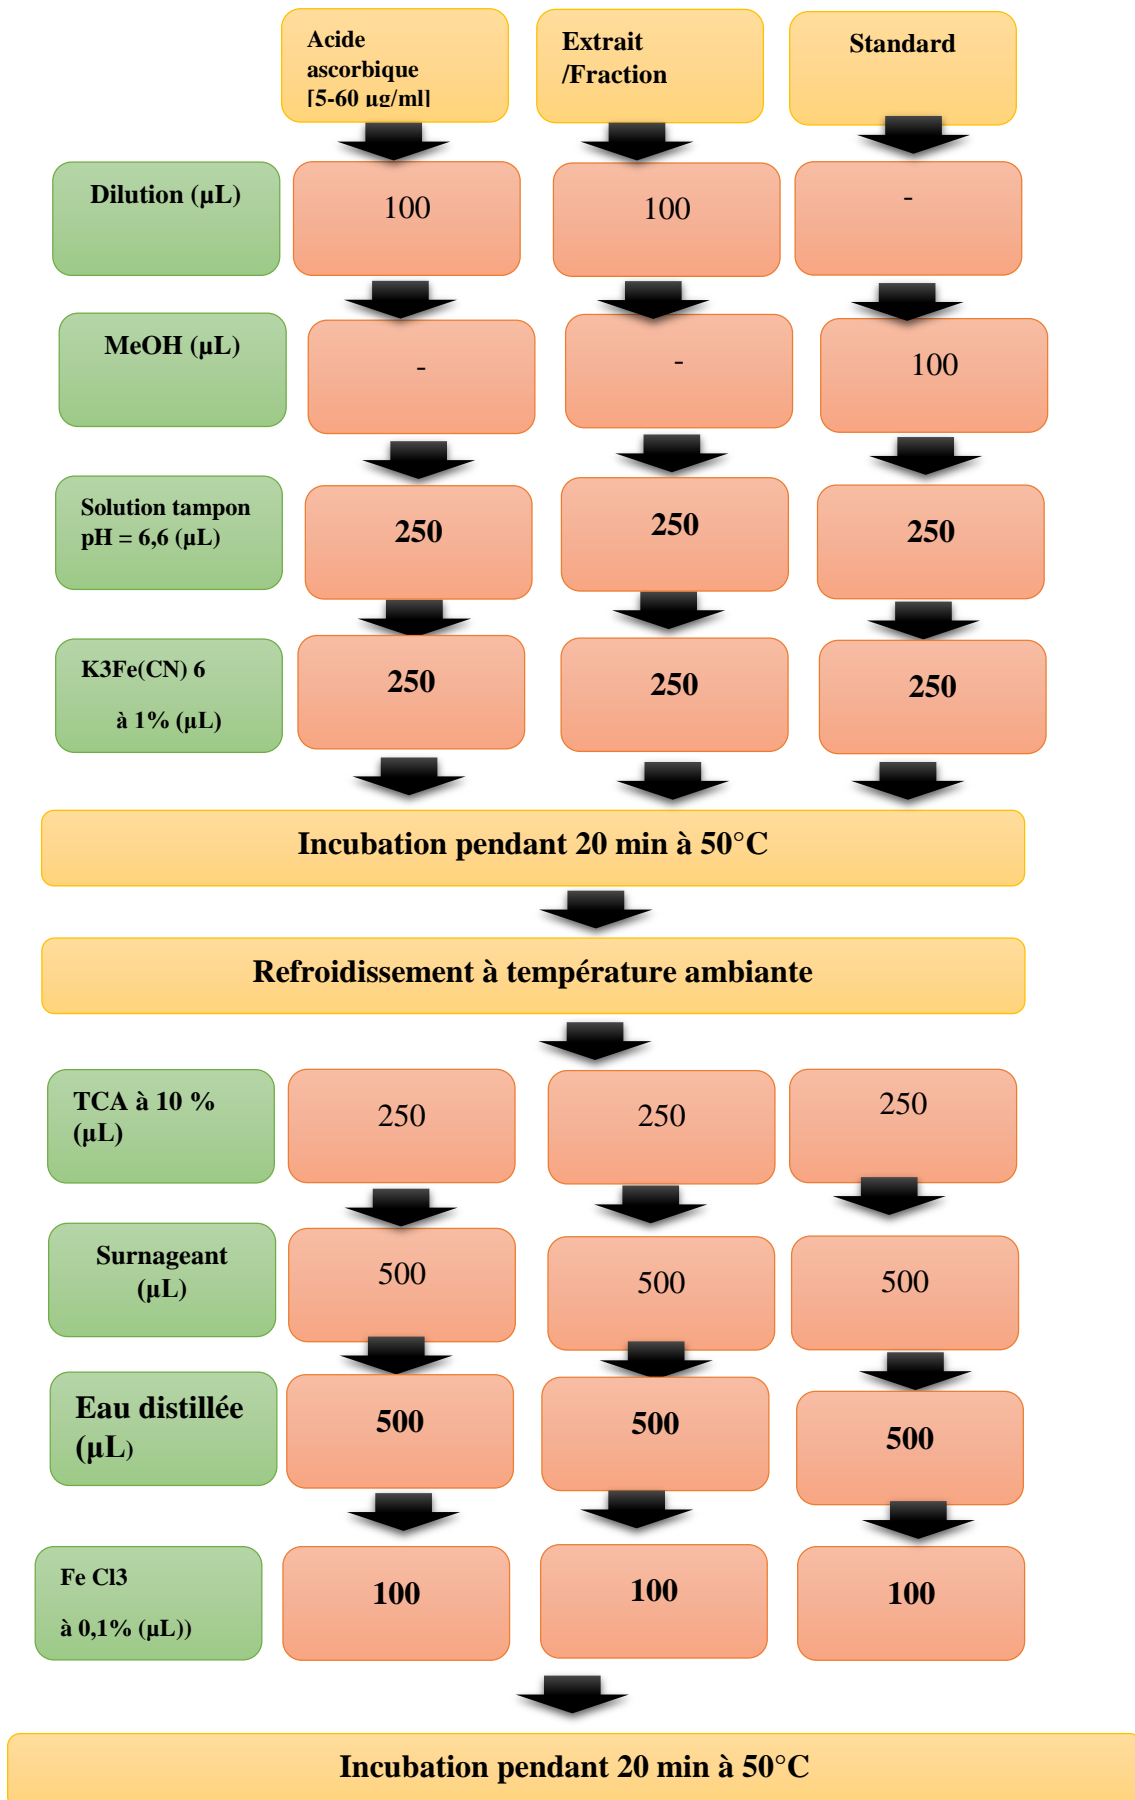 Acide
ascorbique
[5-60 µg/ml]
Extrait
/Fraction
Standard
Dilution (µL)
100
100
-
MeOH (µL)
-
-
100
Solution tampon
pH = 6,6 (µL)
250
250
250
K3Fe(CN) 6
à 1% (µL)
250
250
250
Incubation pendant 20 min à 50°C
Refroidissement à température ambiante
TCA à 10 %
(µL)
250
250
250
Surnageant
(µL)
500
500
500
Eau distillée
(µL)
500
500
500
Fe Cl3
à 0,1% (µL))
100
100
100
Incubation pendant 20 min à 50°C